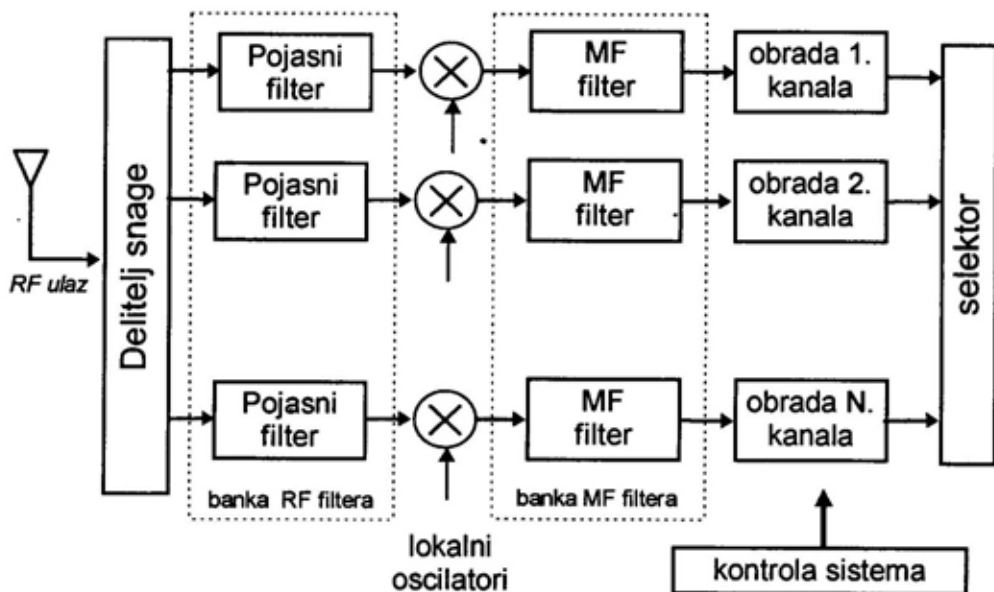 Pojasni
filter
MF
filter
obrada 1.
kanala
Pojasni
filter
MF
filter
obrada 2.
kanala
RF ulaz
Delitelj snage
selektor
Pojasni
filter
MF
filter
obrada N.
kanala
banka RF filtera
banka MF filtera
lokalni
oscilatori
kontrola sistema